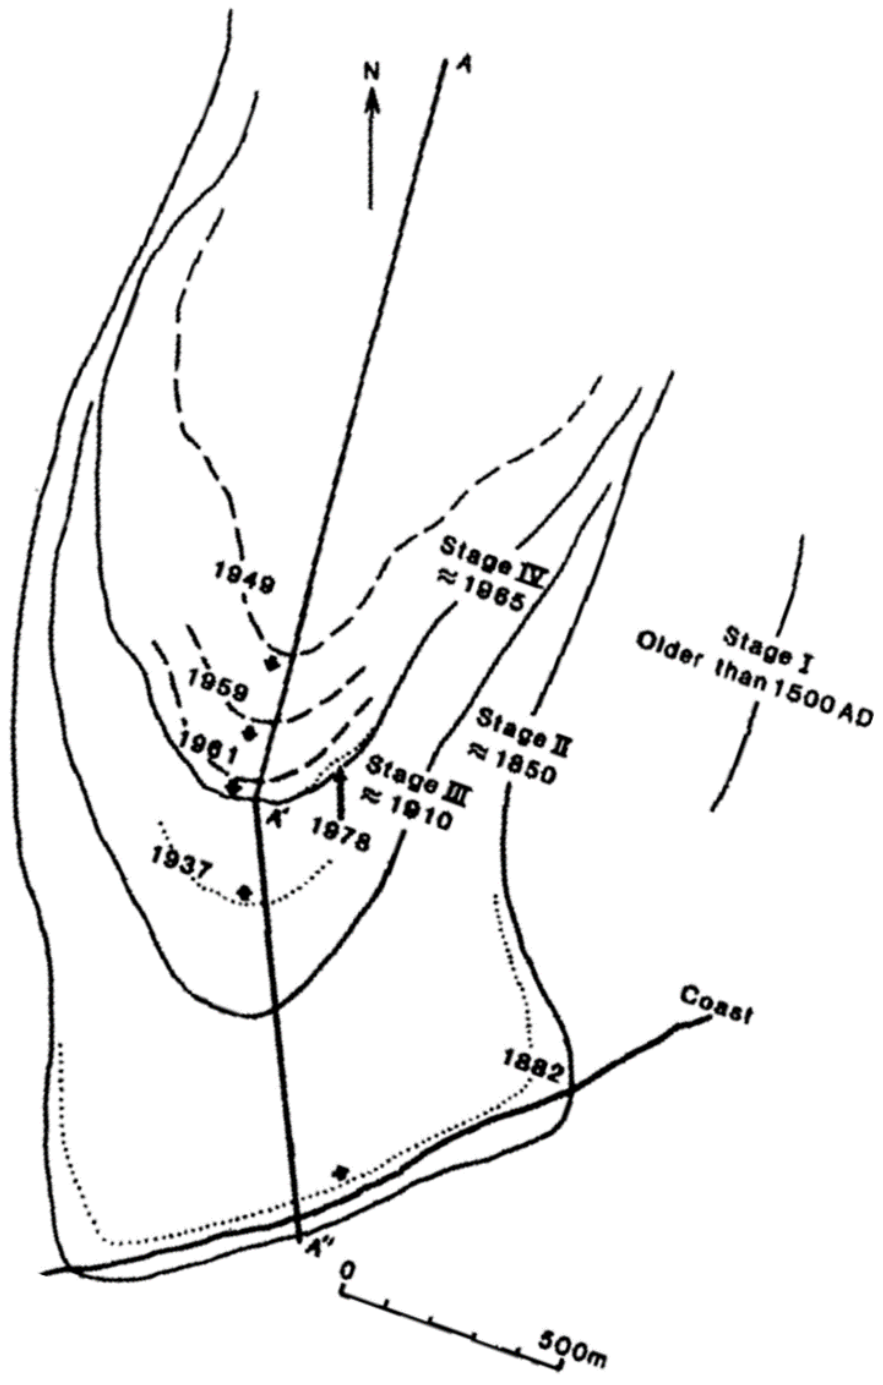 A
N
Stage IV
≈ 1965
1949
Stage I
Older than 1500 AD
1959
Stage II
≈ 1850
1961
Stage III
≈ 1910
A'
1978
1937
Coast
1882
A"
0
500m